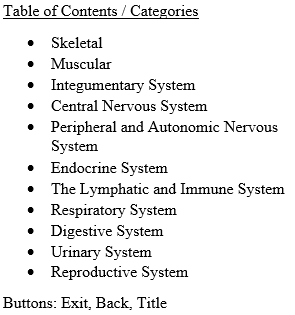 Table of Contents / Categories
• Skeletal
• Muscular
• Integumentary System
• Central Nervous System
• Peripheral and Autonomic Nervous
System
• Endocrine System
• The Lymphatic and Immune System
• Respiratory System
• Digestive System
• Urinary System
• Reproductive System
Buttons: Exit, Back, Title